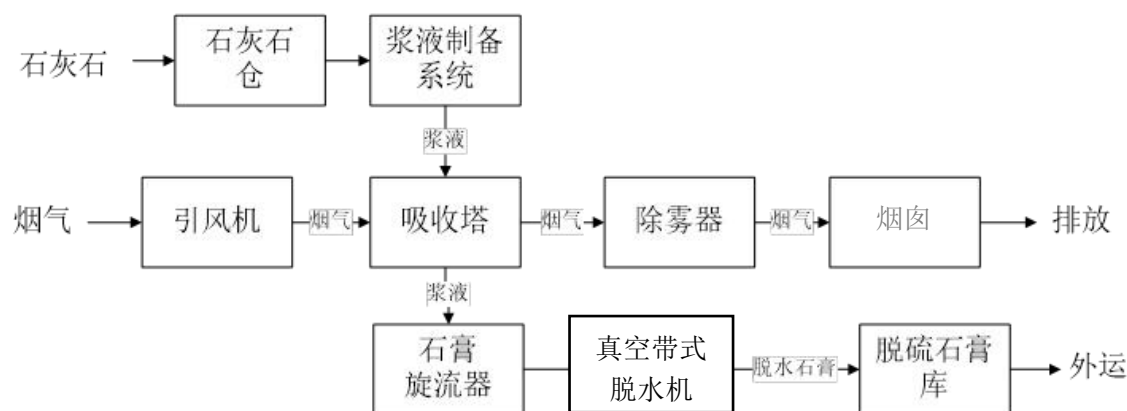 石灰石
石灰石
仓
浆液制备
系统
浆液
烟气
引风机
烟气
吸收塔
烟气
除雾器
烟气
烟囱
排放
浆液
石膏
旋流器
真空带式
脱水机
脱水石膏
脱硫石膏
库
外运